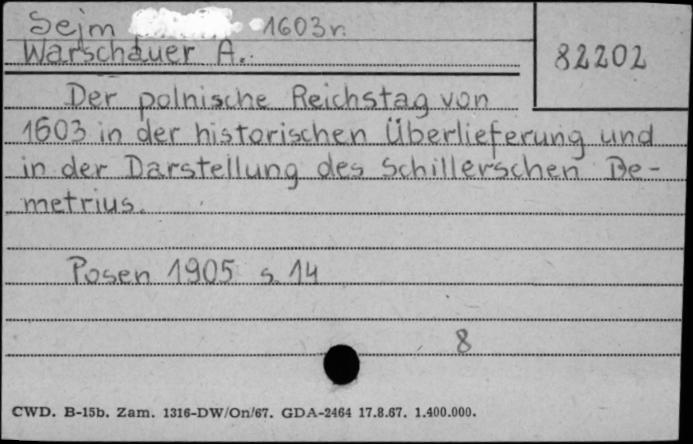 Sejm 1603 r.
Warschauer A.
82202
Der polnische Reichstag von
1603 in der historischen Überlieferung und
in der Darstellung des Schillerschen De-
metrius.
Posen 1905 s. 14
8
CWD. B-15b. Zam. 1316-DW/On/67. GDA-2464 17.8.67. 1.400.000.